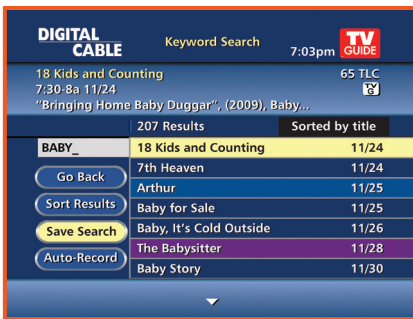 DIGITAL
CABLE
Keyword Search
7:03pm
TV
GUIDE
18 Kids and Counting
65 TLC
7:30-8a 11/24
TV
G
"Bringing Home Baby Duggar", (2009), Baby...
207 Results
Sorted by title
BABY_
18 Kids and Counting 11/24
7th Heaven 11/24
Arthur 11/25
Baby for Sale 11/25
Baby, It's Cold Outside 11/26
The Babysitter 11/28
Baby Story 11/30
Go Back
Sort Results
Save Search
Auto-Record